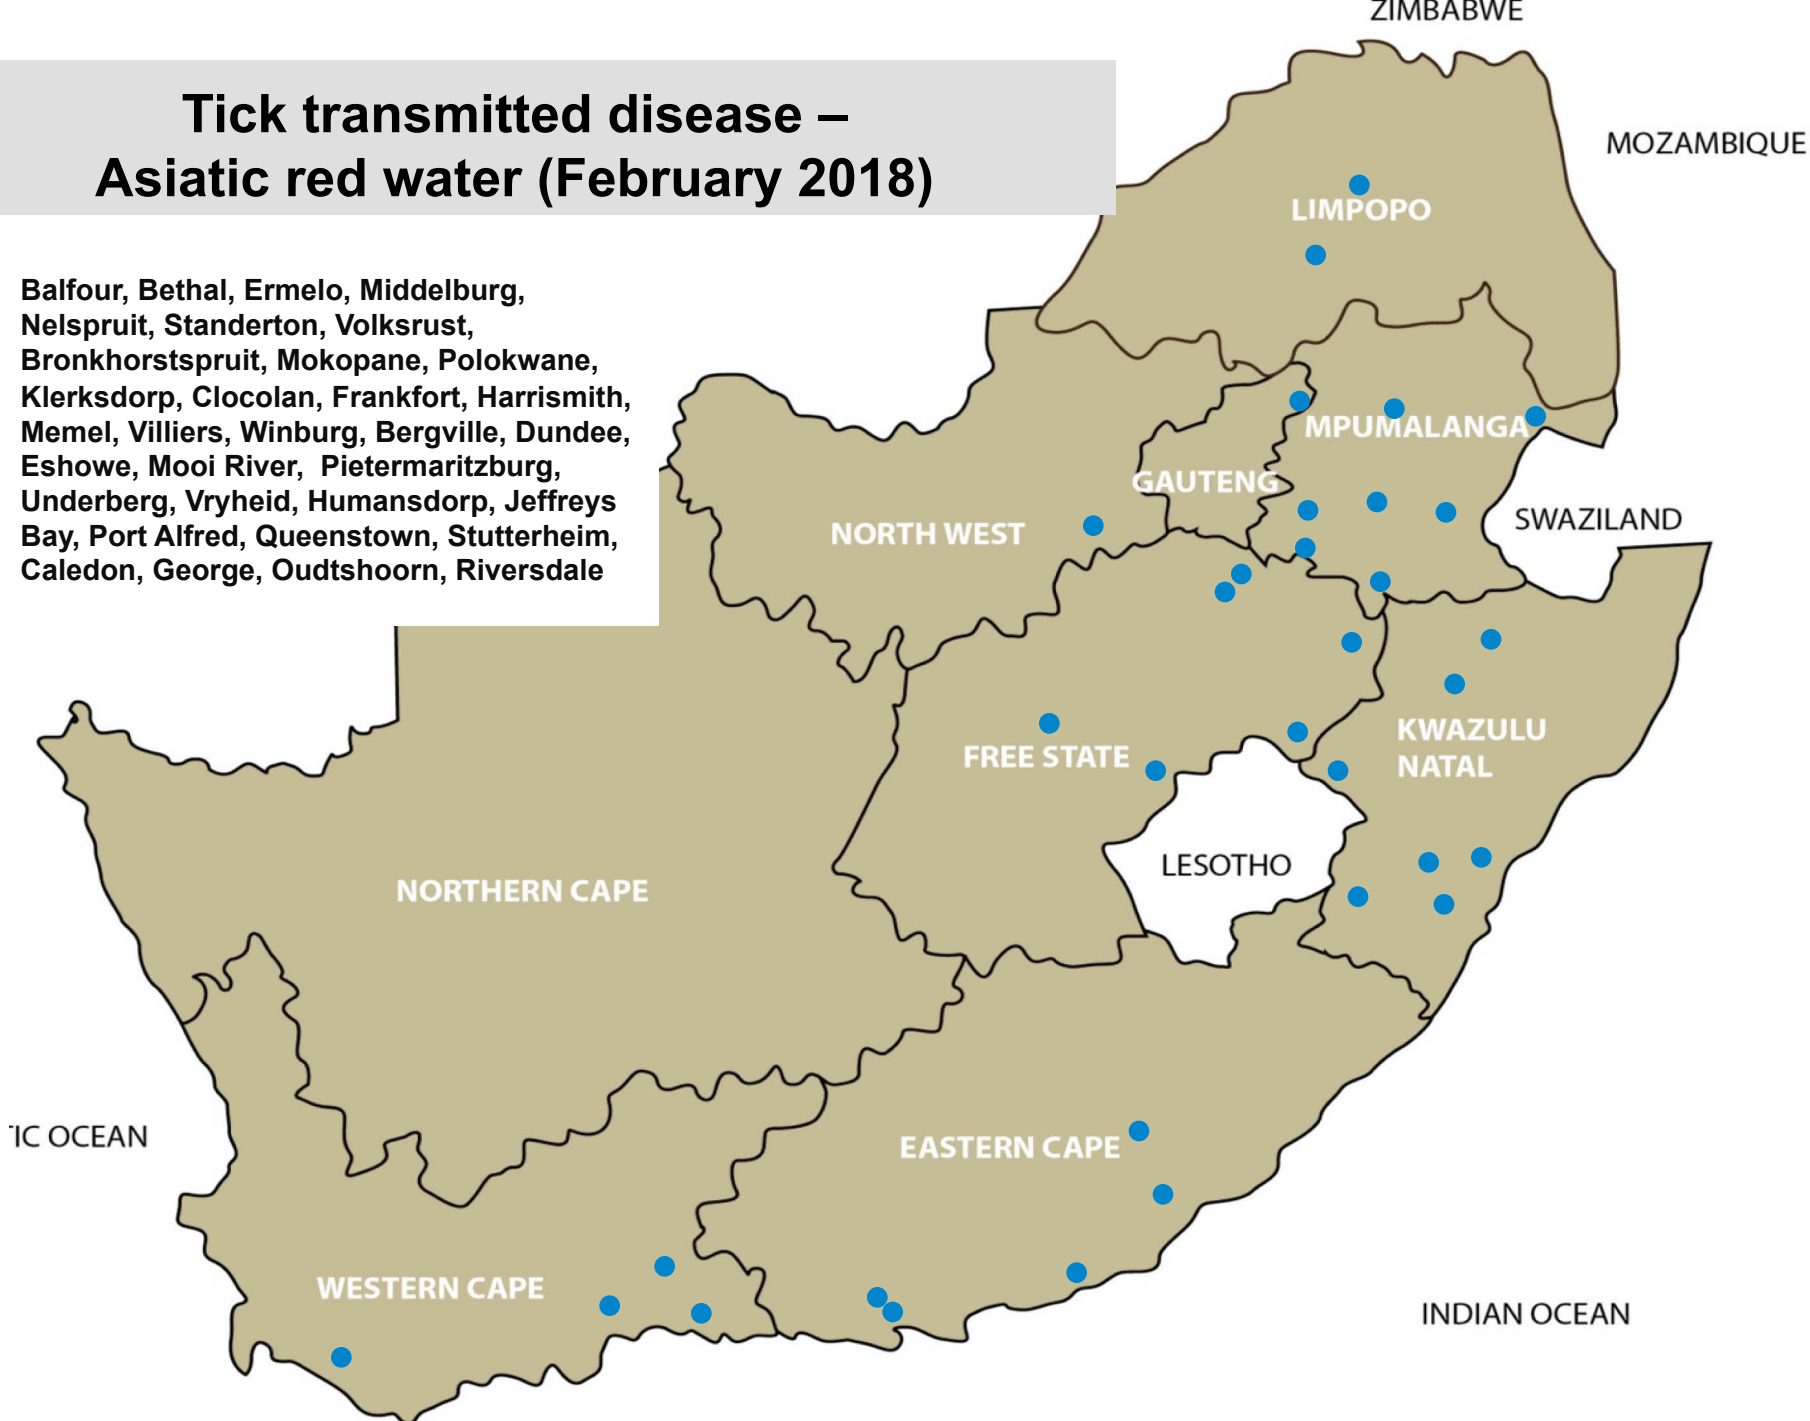 ZIMBABWE
Tick transmitted disease –
Asiatic red water (February 2018)
MOZAMBIQUE
LIMPOPO
Balfour, Bethal, Ermelo, Middelburg,
Nelspruit, Standerton, Volksrust,
Bronkhorstspruit, Mokopane, Polokwane,
Klerksdorp, Clocolan, Frankfort, Harrismith,
Memel, Villiers, Winburg, Bergville, Dundee,
Eshowe, Mooi River, Pietermaritzburg,
Underberg, Vryheid, Humansdorp, Jeffreys
Bay, Port Alfred, Queenstown, Stutterheim,
Caledon, George, Oudtshoorn, Riversdale
MPUMALANGA
GAUTENG
NORTH WEST
SWAZILAND
KWAZULU
NATAL
FREE STATE
LESOTHO
NORTHERN CAPE
TIC OCEAN
EASTERN CAPE
WESTERN CAPE
INDIAN OCEAN